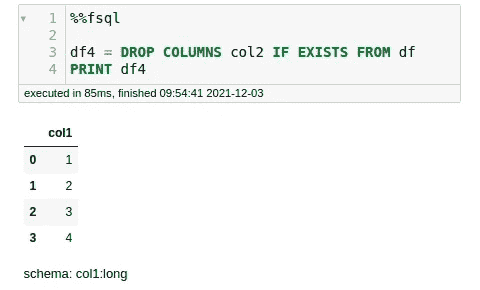 1 %%fsql
2
3 df4 = DROP COLUMNS col2 IF EXISTS FROM df
4 PRINT df4
executed in 85ms, finished 09:54:41 2021-12-03
col1
0 1
1 2
2 3
3 4
schema: col1:long